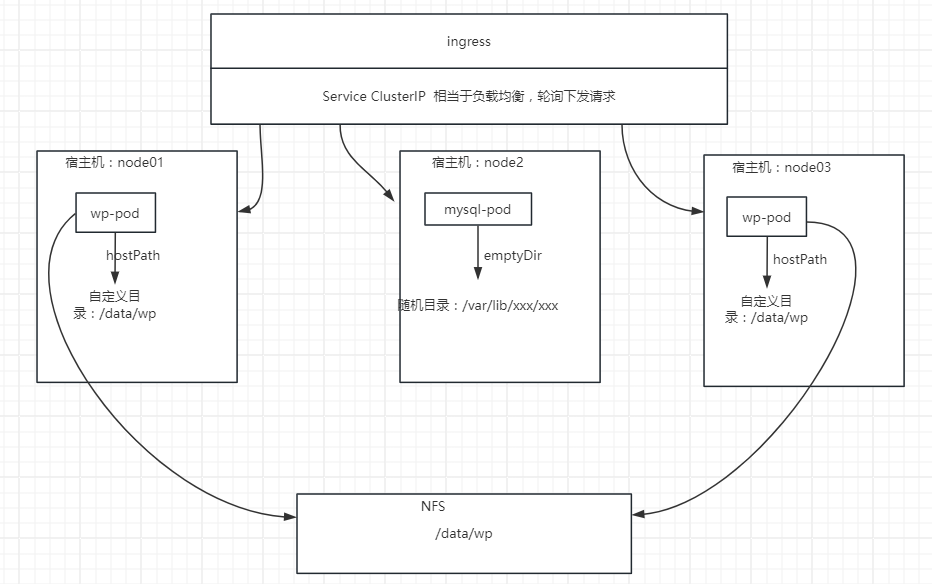 ingress
Service ClusterIP 相当于负载均衡，轮询下发请求
宿主机：node01
wp-pod
hostPath
自定义目
录：/data/wp
宿主机：node2
mysql-pod
emptyDir
随机目录：/var/lib/xxx/xxx
宿主机：node03
wp-pod
hostPath
自定义目
录：/data/wp
NFS
/data/wp